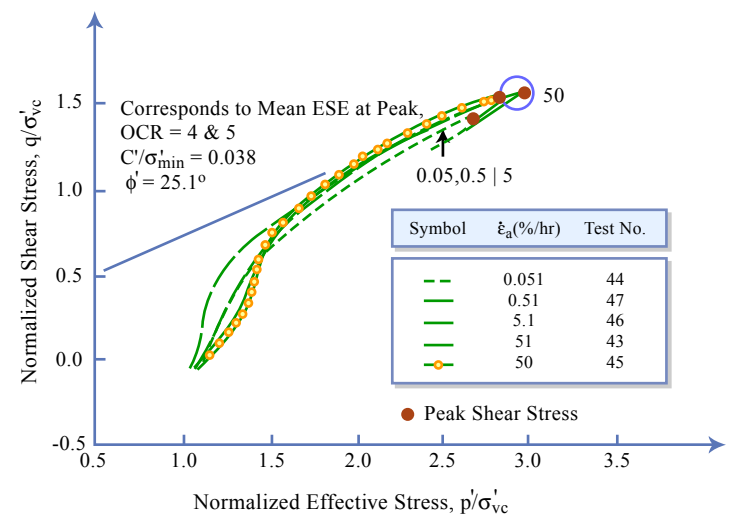 Normalized Shear Stress, q/σ'vc
1.5
1.0
0.5
0.0
-0.5
Corresponds to Mean ESE at Peak,
OCR = 4 & 5
C'/σ'min = 0.038
ϕ' = 25.1º
50
0.05,0.5 | 5
Symbol ε̇a(%/hr) Test No.
0.051 44
0.51 47
5.1 46
51 43
50 45
Peak Shear Stress
0.5 1.0 1.5 2.0 2.5 3.0 3.5
Normalized Effective Stress, p'/σ'vc